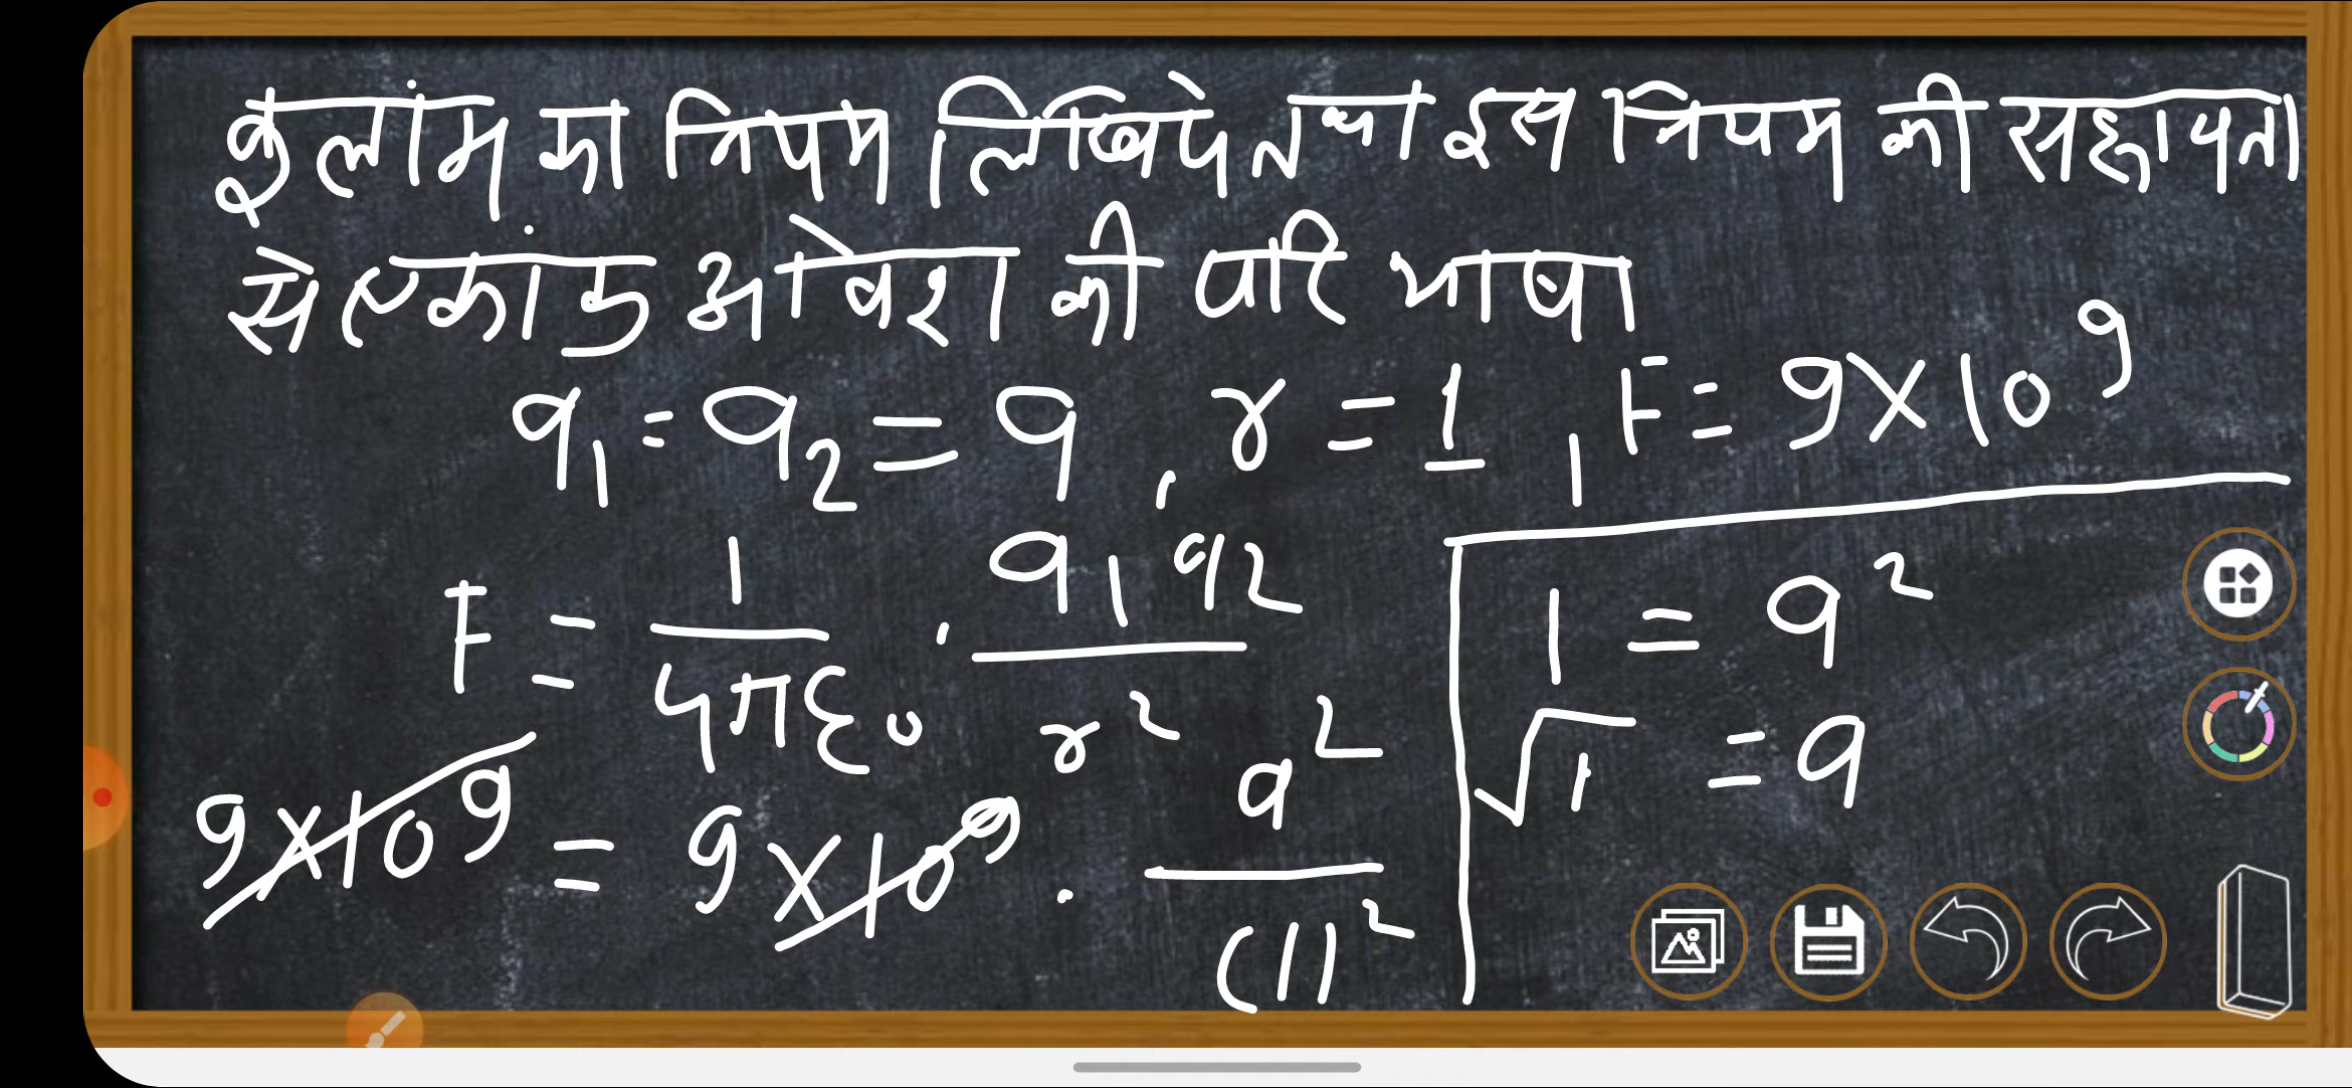 कुलांम का नियम लिखिये तथा इस नियम की सहायता
से एकांक आवेश की परिभाषा
q₁ = q₂ = q , r = 1 , F = 9×10⁹
F = 1/4πε₀ · q₁q₂/r²
9×10⁹ = 9×10⁹ · q²/(1)²
1 = q²
√1 = q